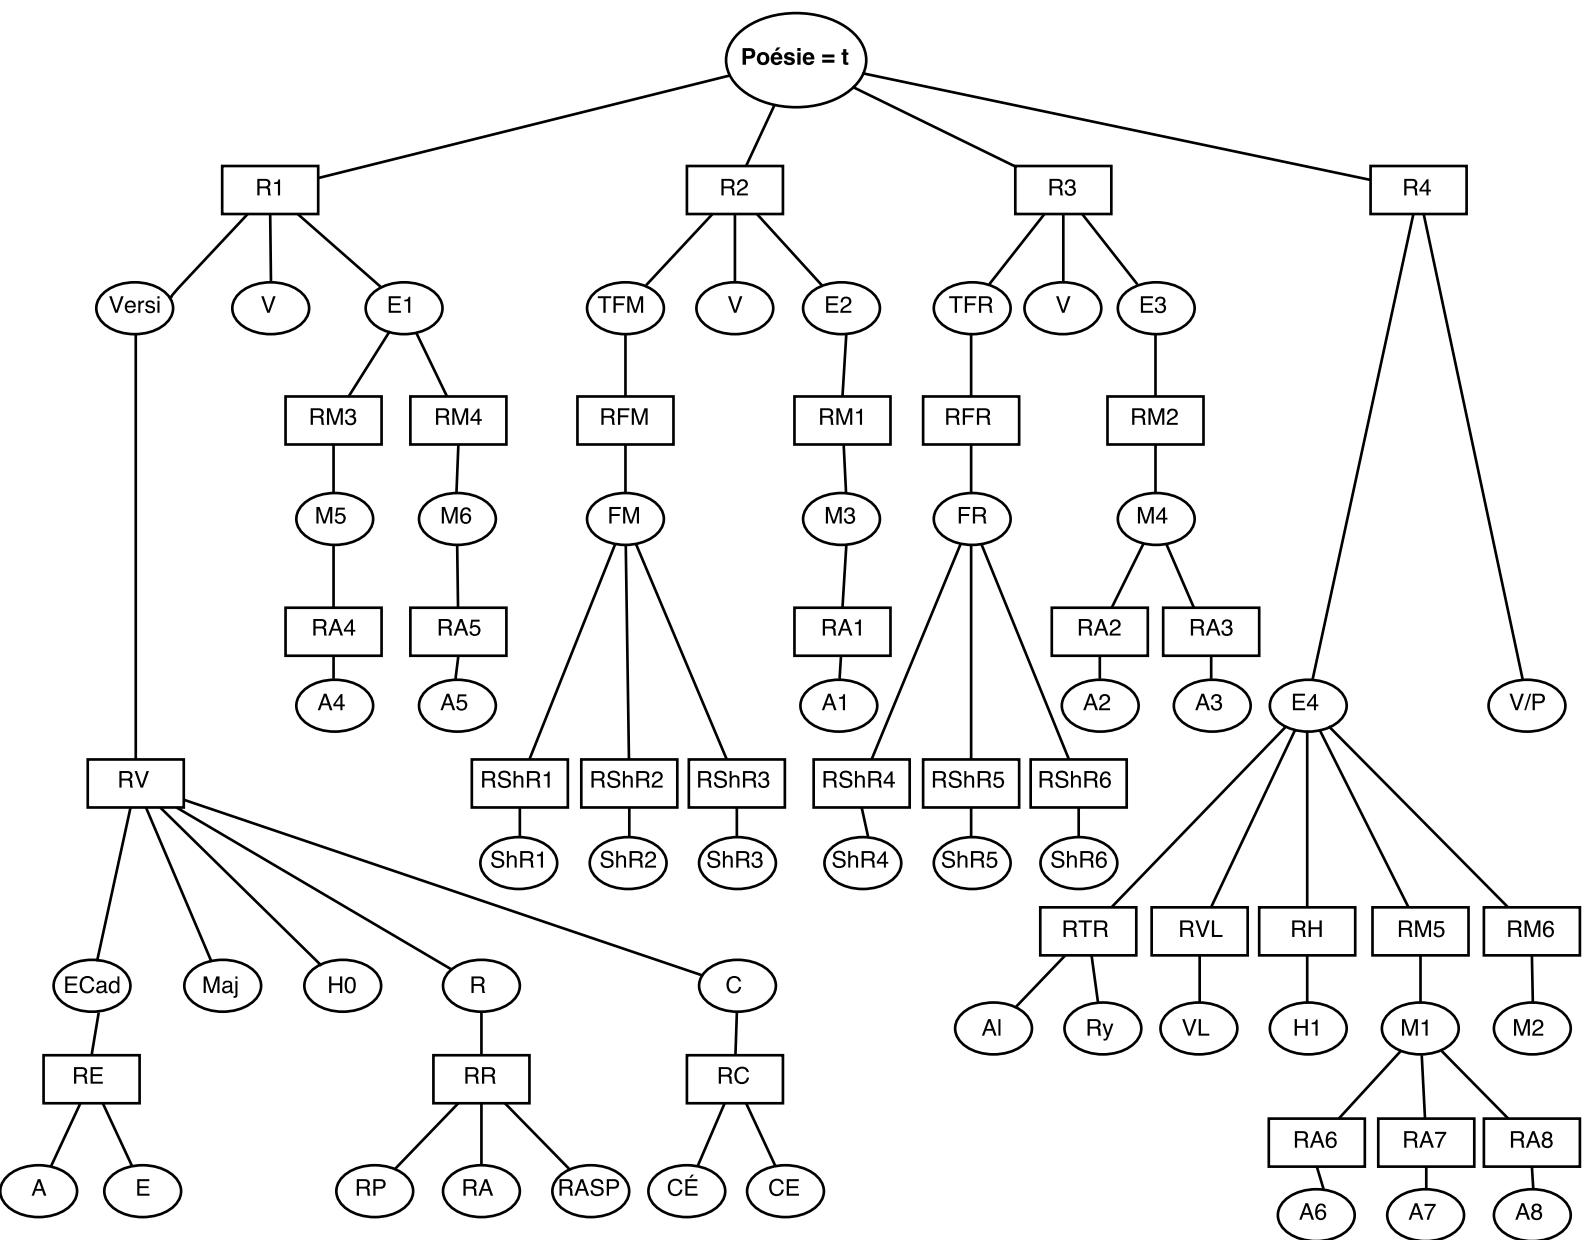 Poésie = t
R1 R2 R3 R4
Versi V E1 TFM V E2 TFR V E3
RM3 RM4 RFM RM1 RFR RM2
M5 M6 FM M3 FR M4
RA4 RA5 RA1 RA2 RA3
A4 A5 A1 A2 A3 E4 V/P
RV RShR1 RShR2 RShR3 RShR4 RShR5 RShR6
ShR1 ShR2 ShR3 ShR4 ShR5 ShR6
RTR RVL RH RM5 RM6
ECad Maj H0 R C
Al Ry VL H1 M1 M2
RE RR RC
RA6 RA7 RA8
A E RP RA RASP CÉ CE
A6 A7 A8